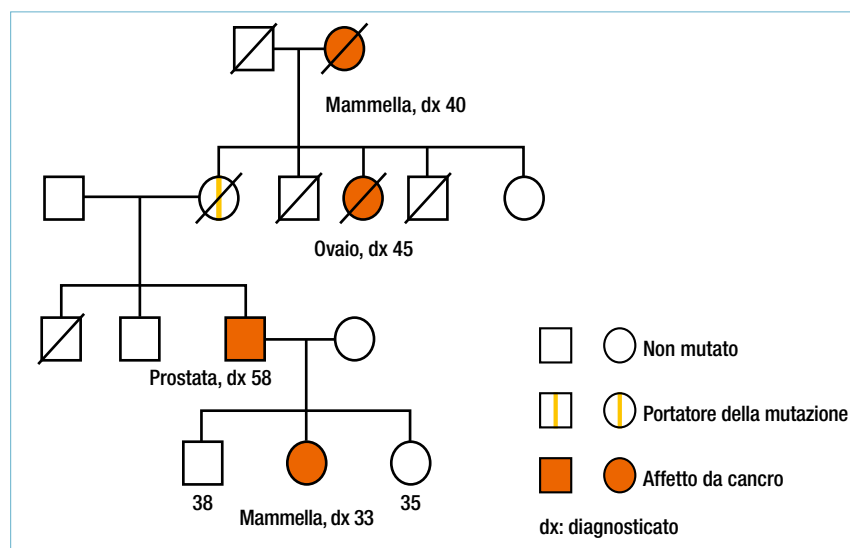 Mammella, dx 40
Ovaio, dx 45
Prostata, dx 58
38
Mammella, dx 33
35
Non mutato
Portatore della mutazione
Affetto da cancro
dx: diagnosticato